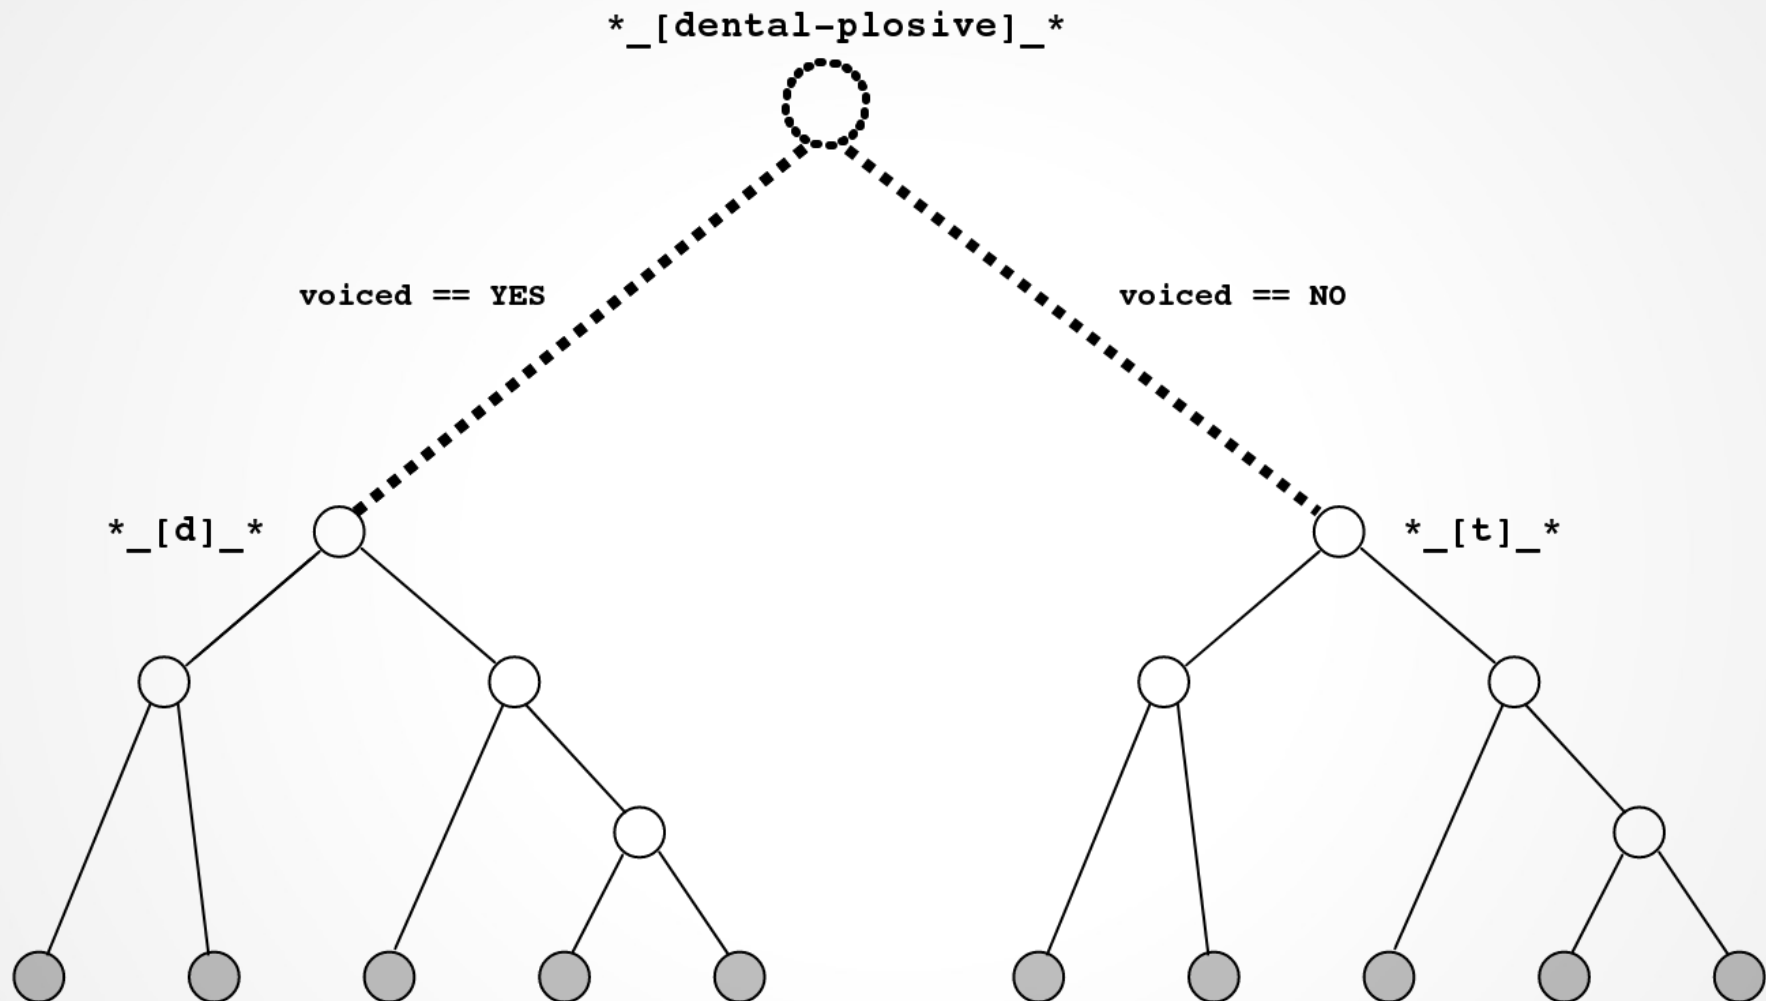 *_[dental-plosive]_*
voiced == YES
voiced == NO
*_[d]_*
*_[t]_*